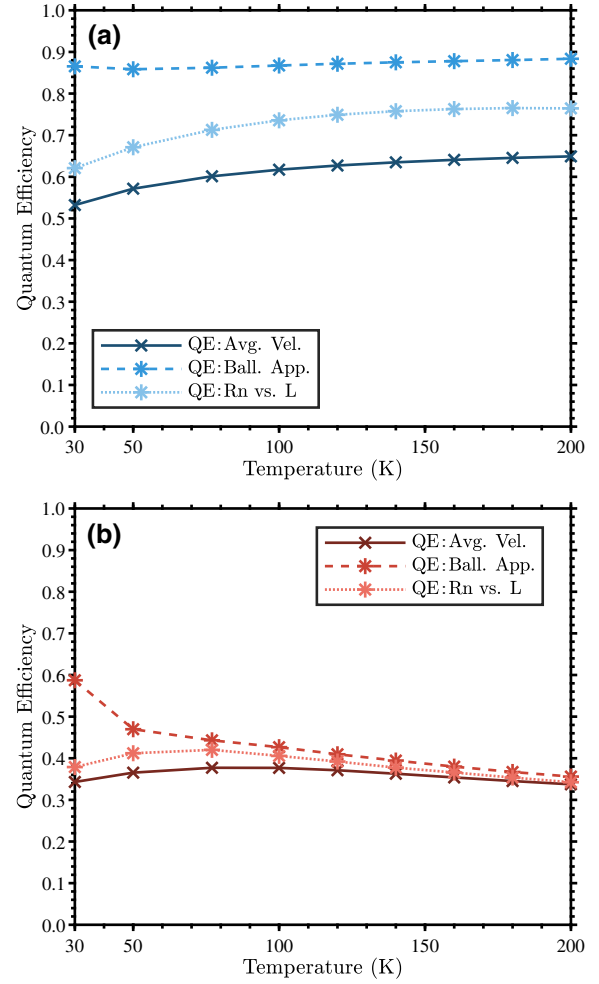 (a)
1.0
0.9
0.8
0.7
0.6
0.5
0.4
0.3
0.2
0.1
0.0
Quantum Efficiency
QE:Avg. Vel.
QE:Ball. App.
QE:Rn vs. L
30 50 100 150 200
Temperature (K)
(b)
1.0
0.9
0.8
0.7
0.6
0.5
0.4
0.3
0.2
0.1
0.0
Quantum Efficiency
QE:Avg. Vel.
QE:Ball. App.
QE:Rn vs. L
30 50 100 150 200
Temperature (K)